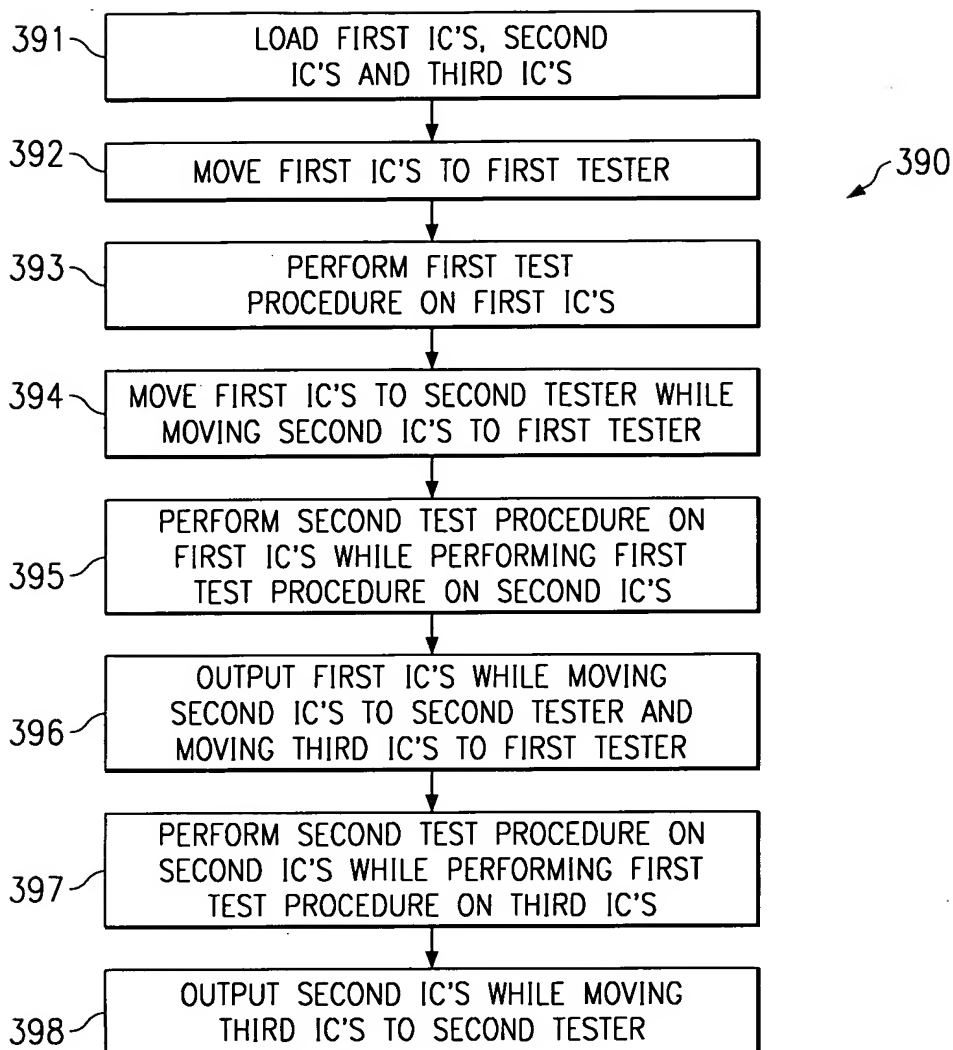 391
LOAD FIRST IC'S, SECOND
IC'S AND THIRD IC'S
392
MOVE FIRST IC'S TO FIRST TESTER
390
393
PERFORM FIRST TEST
PROCEDURE ON FIRST IC'S
394
MOVE FIRST IC'S TO SECOND TESTER WHILE
MOVING SECOND IC'S TO FIRST TESTER
395
PERFORM SECOND TEST PROCEDURE ON
FIRST IC'S WHILE PERFORMING FIRST
TEST PROCEDURE ON SECOND IC'S
396
OUTPUT FIRST IC'S WHILE MOVING
SECOND IC'S TO SECOND TESTER AND
MOVING THIRD IC'S TO FIRST TESTER
397
PERFORM SECOND TEST PROCEDURE ON
SECOND IC'S WHILE PERFORMING FIRST
TEST PROCEDURE ON THIRD IC'S
398
OUTPUT SECOND IC'S WHILE MOVING
THIRD IC'S TO SECOND TESTER